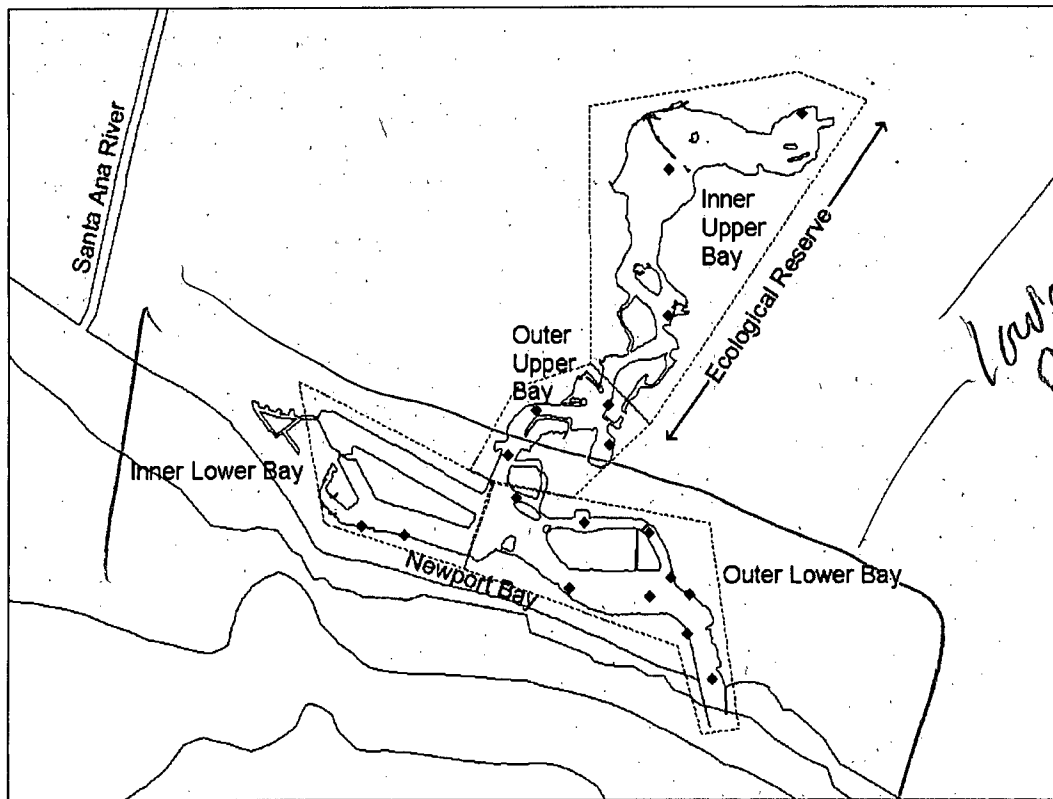 Santa Ana River
Inner
Upper
Bay
Ecological Reserve
Outer
Upper
Bay
Inner Lower Bay
Newport Bay
Outer Lower Bay